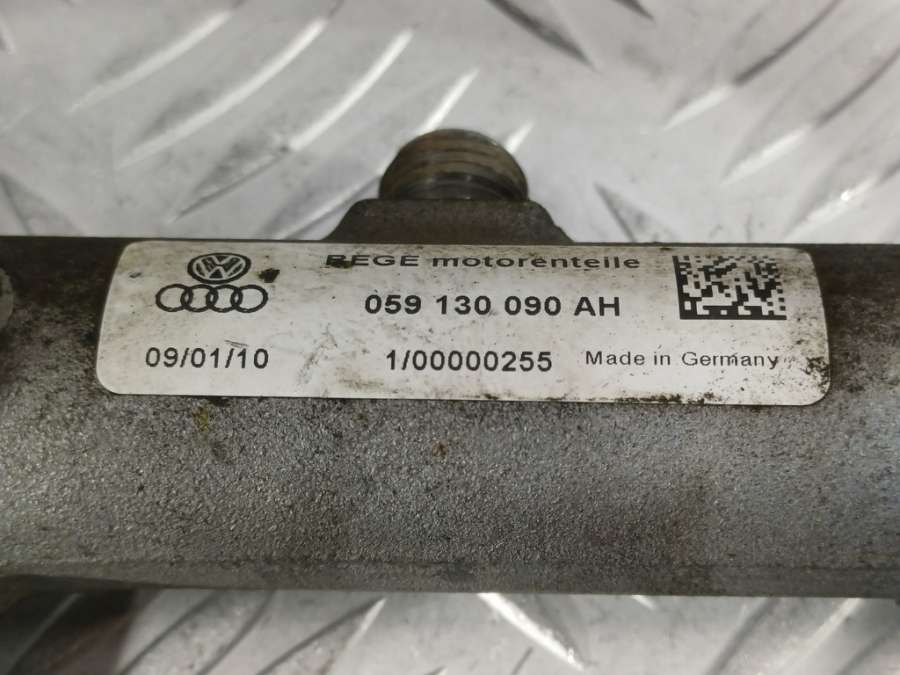 REGE motorenteile
059 130 090 AH
09/01/10 1/00000255 Made in Germany